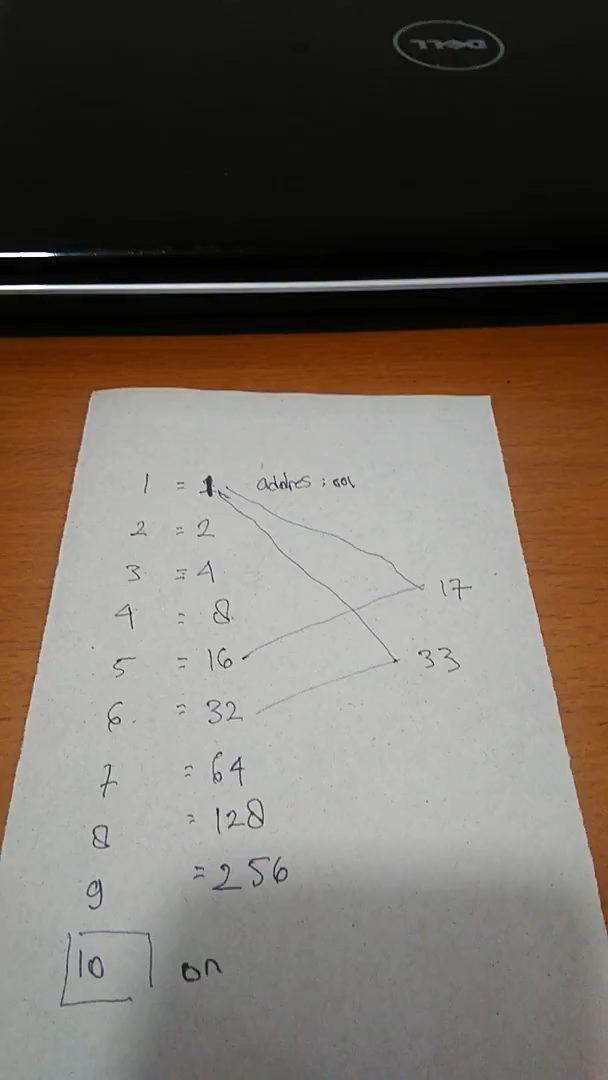 DELL
1 = 1 addres : 001
2 = 2
3 = 4
4 = 8
17
5 = 16
33
6. = 32
7 = 64
8 = 128
9 = 256
10 on